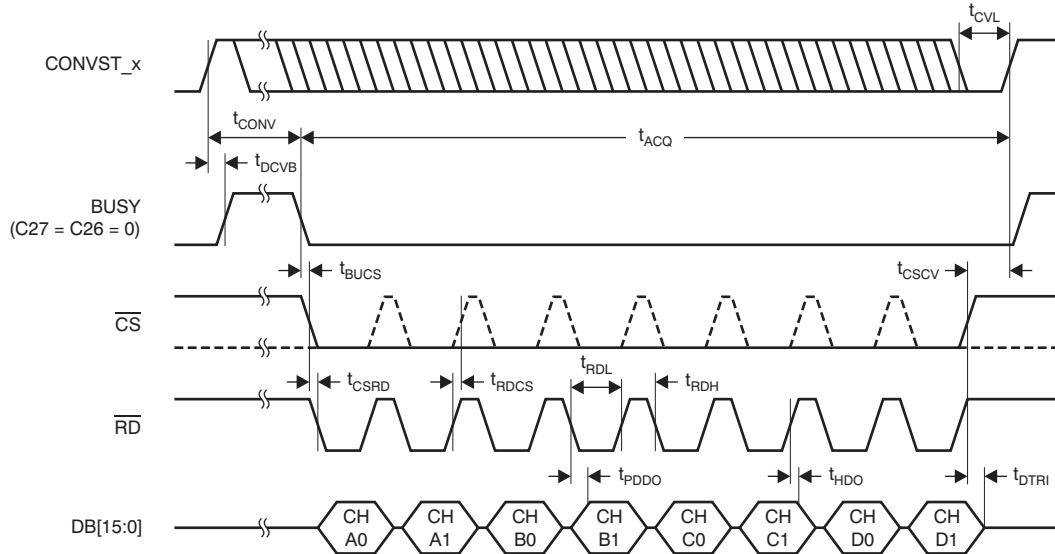 CONVST_x
tCVL
tCONV
tACQ
tDCVB
BUSY
(C27 = C26 = 0)
tBUCS
tCSCV
CS
tCSRD
tRDCS
tRDL
tRDH
RD
tPDDO
tHDO
tDTRI
DB[15:0]
CH A0
CH A1
CH B0
CH B1
CH C0
CH C1
CH D0
CH D1